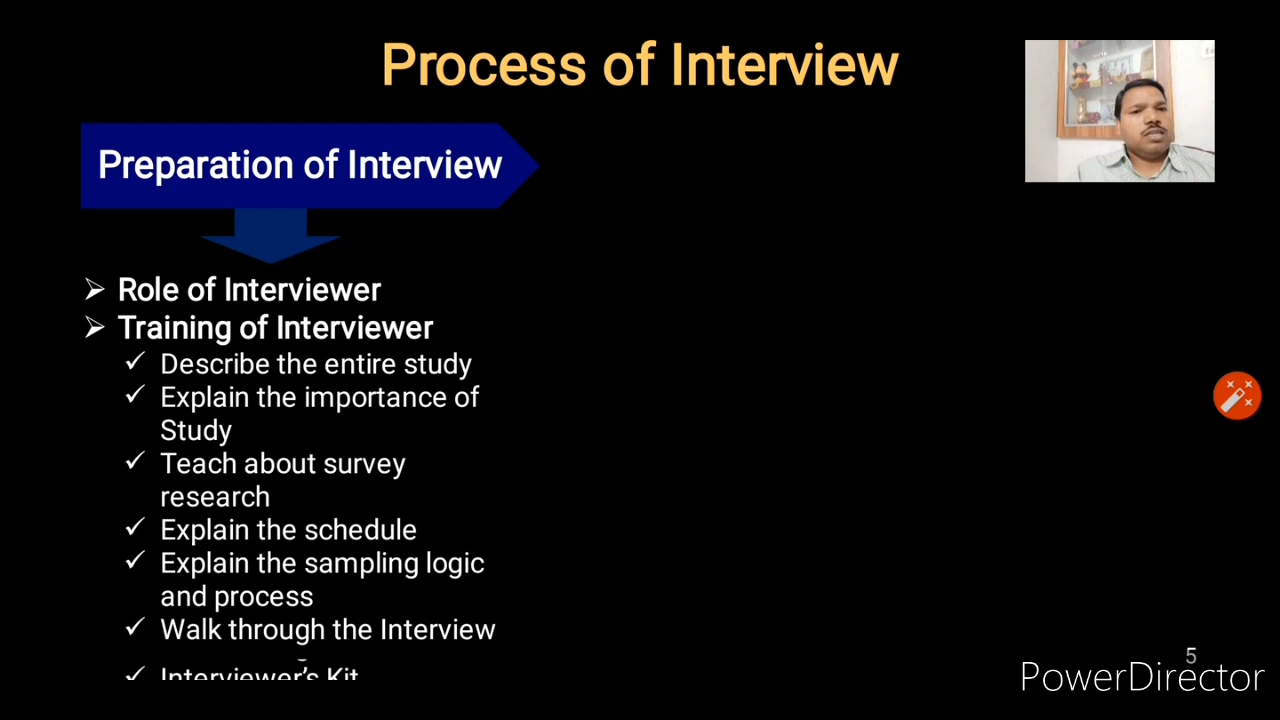 Process of Interview
Preparation of Interview
➢ Role of Interviewer
➢ Training of Interviewer
✓ Describe the entire study
✓ Explain the importance of
Study
✓ Teach about survey
research
✓ Explain the schedule
✓ Explain the sampling logic
and process
✓ Walk through the Interview
✓ Interviewer's Kit
5
PowerDirector